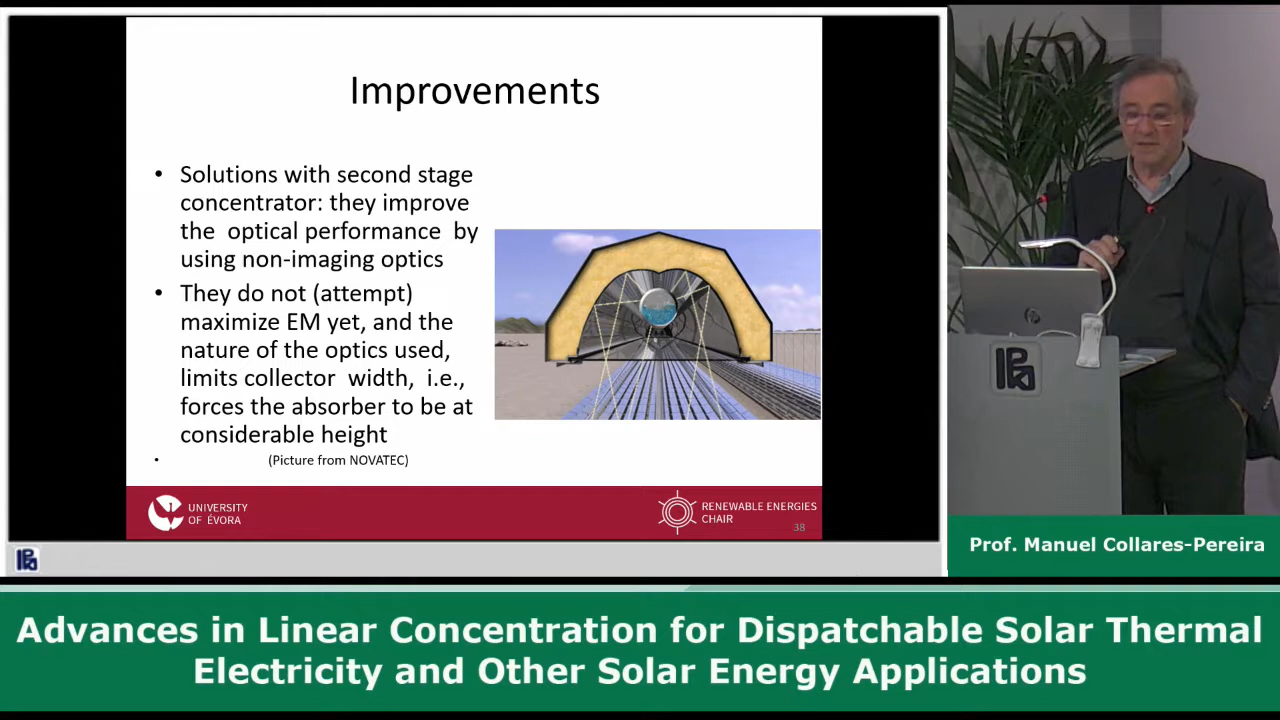 Improvements
• Solutions with second stage
concentrator: they improve
the optical performance by
using non-imaging optics
• They do not (attempt)
maximize EM yet, and the
nature of the optics used,
limits collector width, i.e.,
forces the absorber to be at
considerable height
• (Picture from NOVATEC)
UNIVERSITY
OF ÉVORA
RENEWABLE ENERGIES
CHAIR
38
Prof. Manuel Collares-Pereira
Advances in Linear Concentration for Dispatchable Solar Thermal
Electricity and Other Solar Energy Applications